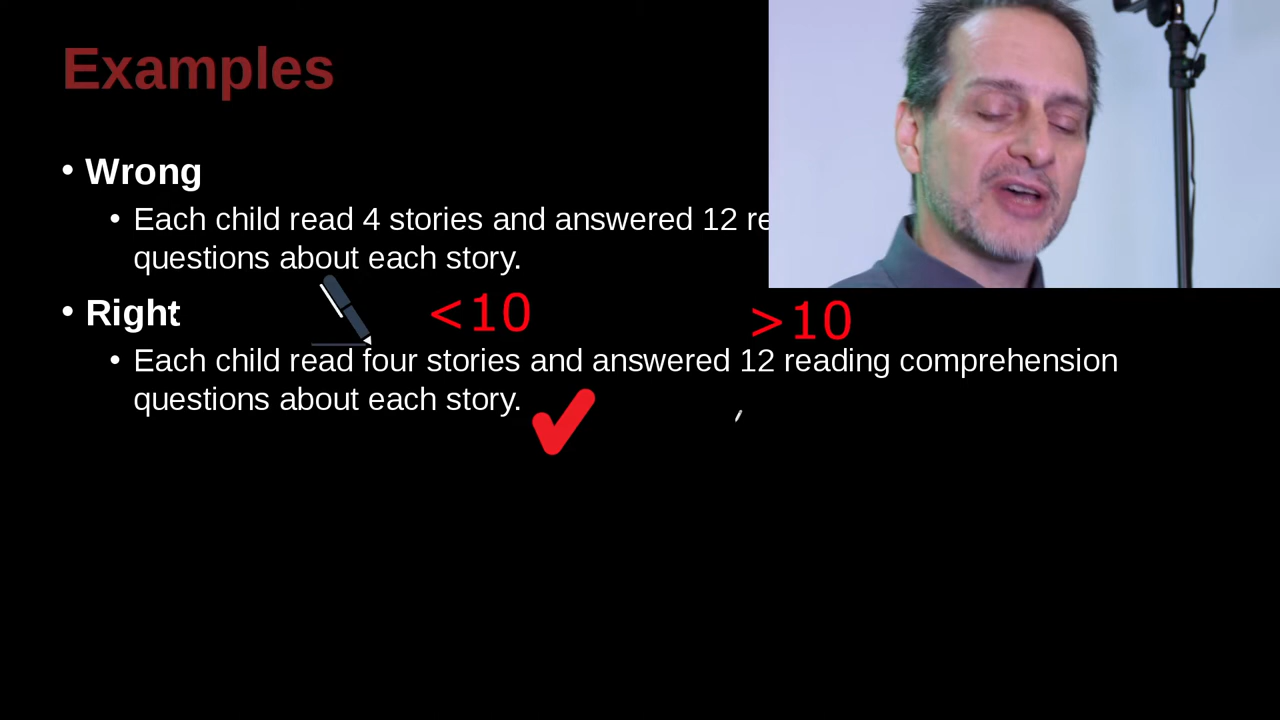 Examples
• Wrong
• Each child read 4 stories and answered 12
questions about each story.
• Right
<10
>10
• Each child read four stories and answered 12 reading comprehension
questions about each story.